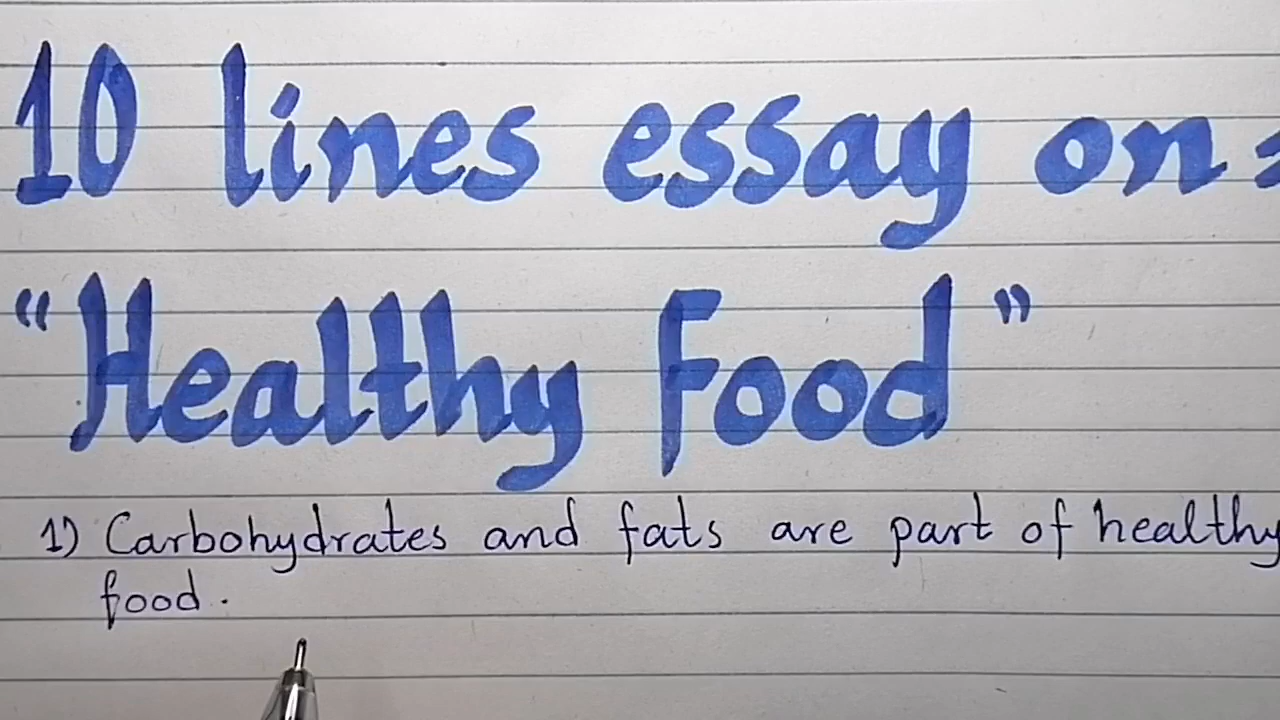 10 lines essay on:
"Healthy Food"
1) Carbohydrates and fats are part of healthy
food.